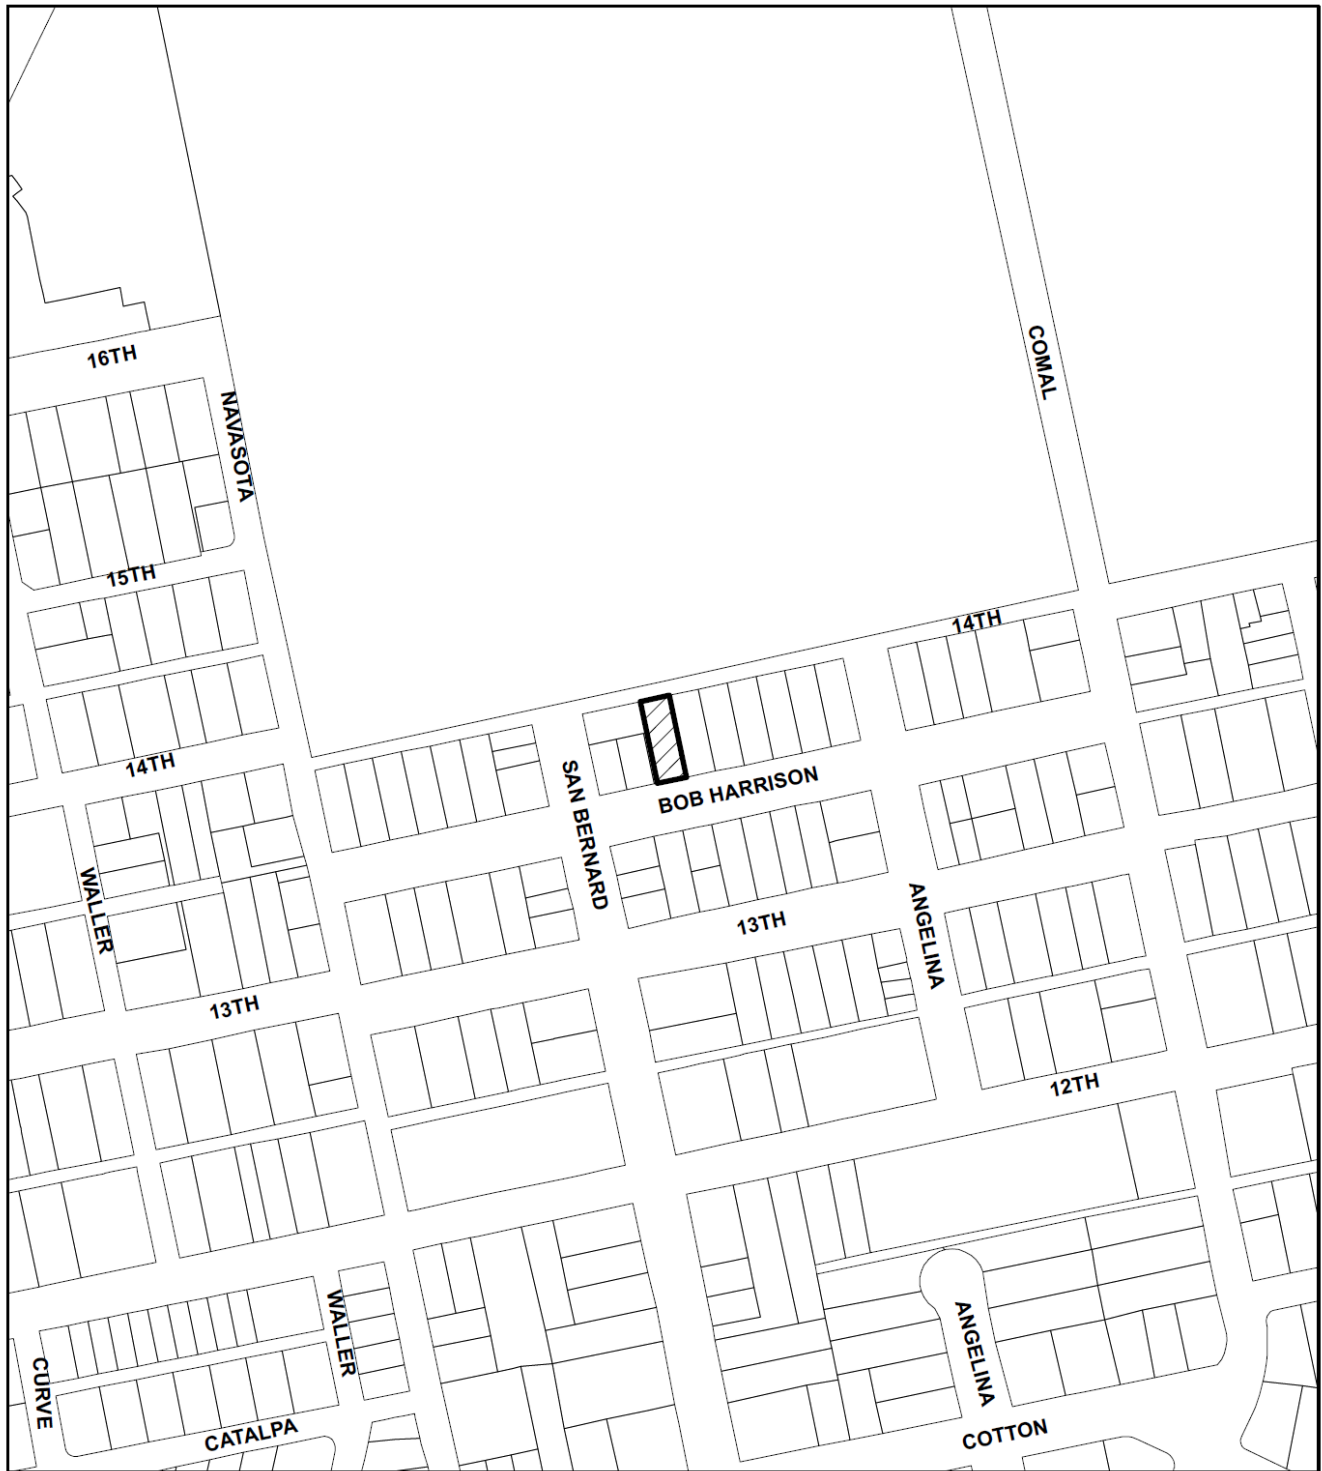 16TH
COMAL
NAVASOTA
15TH
14TH
14TH
SAN BERNARD
BOB HARRISON
WALLER
ANGELINA
13TH
13TH
12TH
WALLER
ANGELINA
CURVE
CATALPA
COTTON